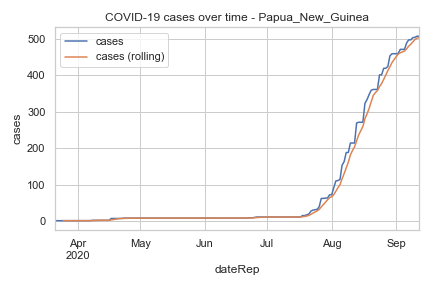 COVID-19 cases over time - Papua_New_Guinea
cases
cases (rolling)
500
400
300
200
100
0
cases
Apr
2020
May
Jun
Jul
Aug
Sep
dateRep